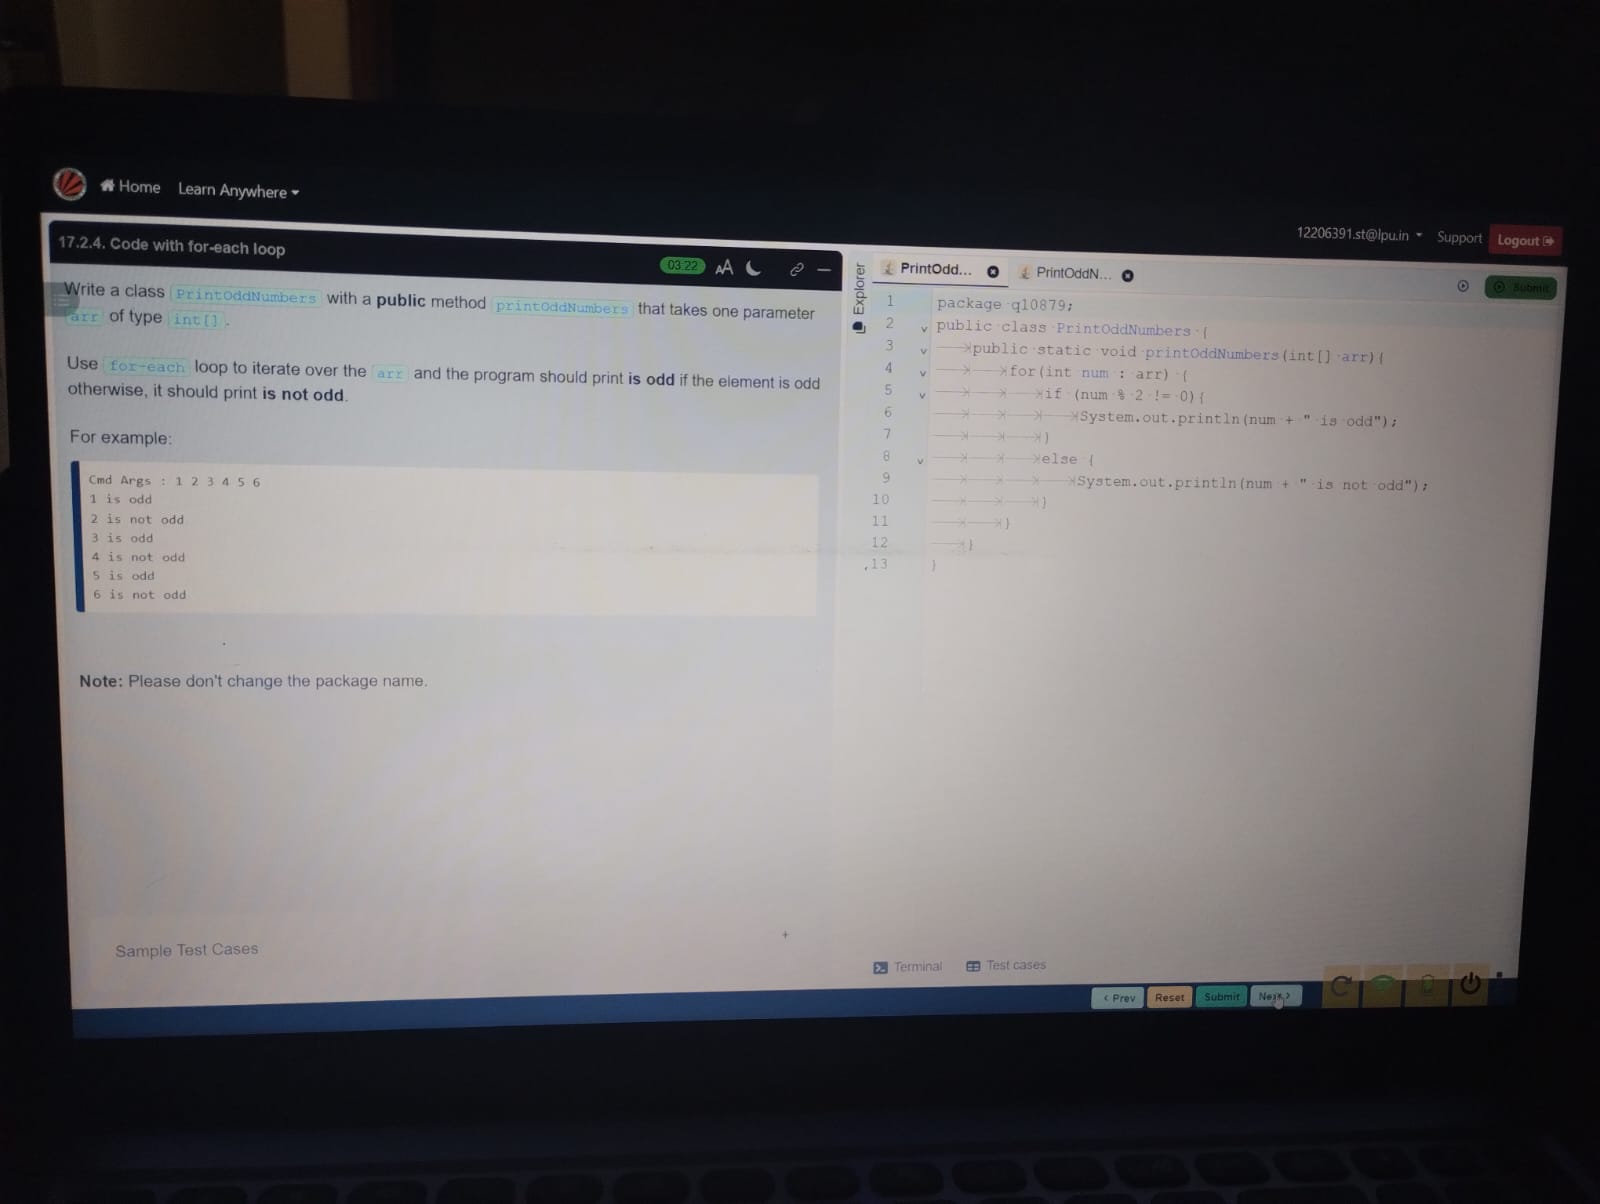 Home Learn Anywhere
12206391.st@lpu.in Support Logout
17.2.4. Code with for-each loop
03:22 AA
Write a class PrintOddNumbers with a public method printOddNumbers that takes one parameter
arr of type int[].
Use for-each loop to iterate over the arr and the program should print is odd if the element is odd
otherwise, it should print is not odd.
For example:
Cmd Args : 1 2 3 4 5 6
1 is odd
2 is not odd
3 is odd
4 is not odd
5 is odd
6 is not odd
Note: Please don't change the package name.
Sample Test Cases +
Explorer
PrintOdd... PrintOddN... Submit
1 package q10879;
2 public class PrintOddNumbers {
3 public static void printOddNumbers(int[] arr){
4 for(int num : arr) {
5 if (num % 2 != 0){
6 System.out.println(num + " is odd");
7 }
8 else {
9 System.out.println(num + " is not odd");
10 }
11 }
12 }
13 }
Terminal Test cases
< Prev Reset Submit Next >